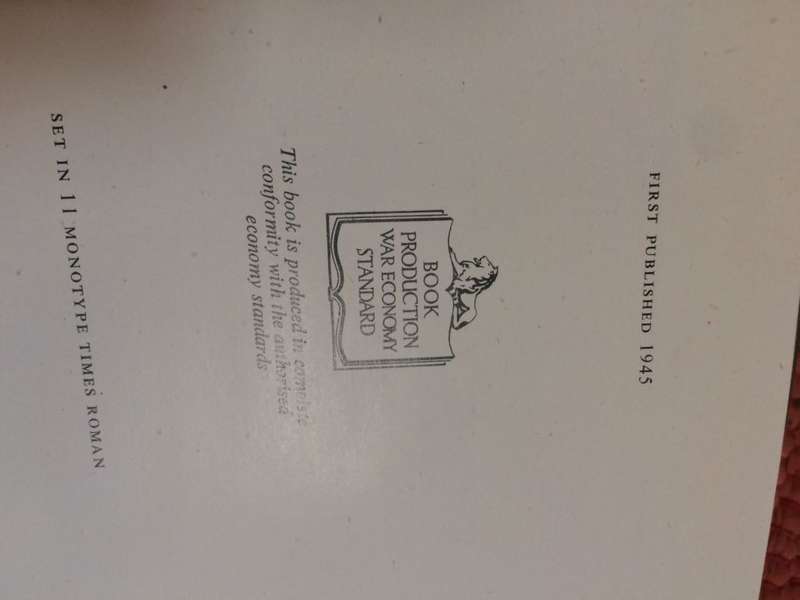 FIRST PUBLISHED 1945
BOOK
PRODUCTION
WAR ECONOMY
STANDARD
This book is produced in complete
conformity with the authorised
economy standards
SET IN 11 MONOTYPE TIMES ROMAN